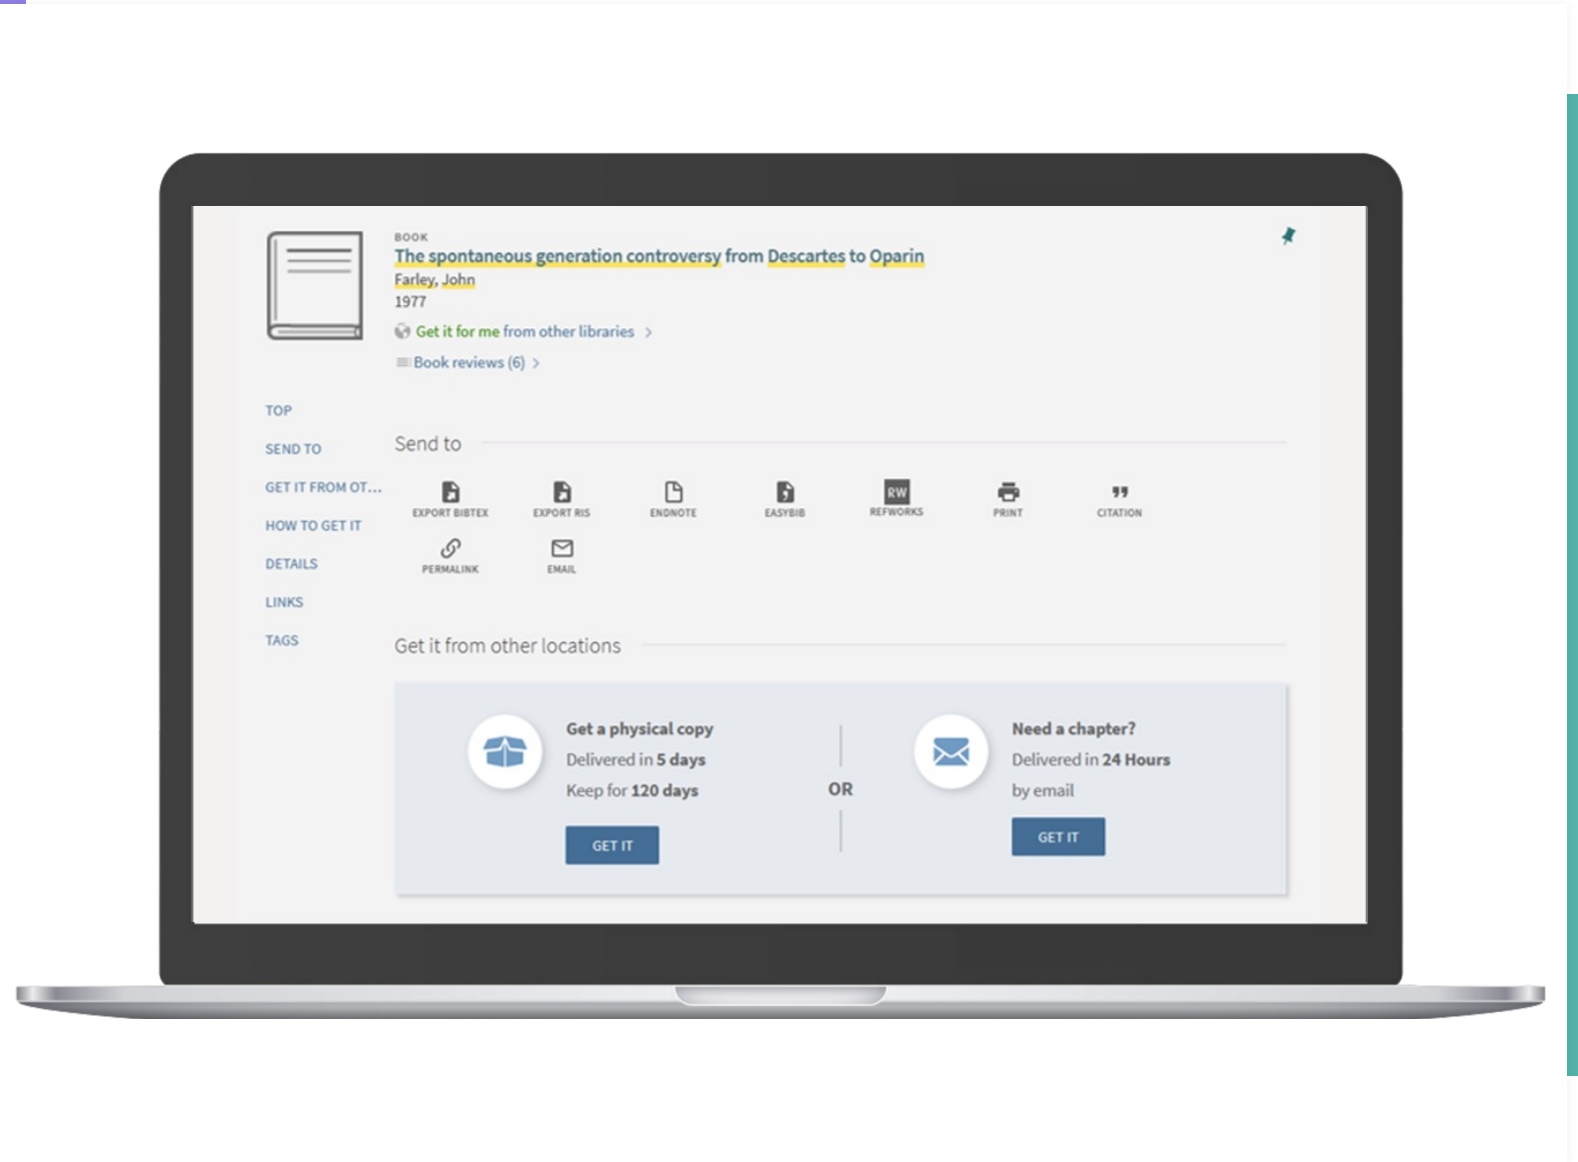 BOOK
The spontaneous generation controversy from Descartes to Oparin
Farley, John
1977
Get it for me from other libraries
Book reviews (6)
TOP
SEND TO
GET IT FROM OT...
HOW TO GET IT
DETAILS
LINKS
TAGS
Send to
EXPORT BIBTEX
EXPORT RIS
ENDNOTE
EASYBIB
RW
REFWORKS
PRINT
CITATION
PERMALINK
EMAIL
Get it from other locations
Get a physical copy
Delivered in 5 days
Keep for 120 days
GET IT
OR
Need a chapter?
Delivered in 24 Hours
by email
GET IT